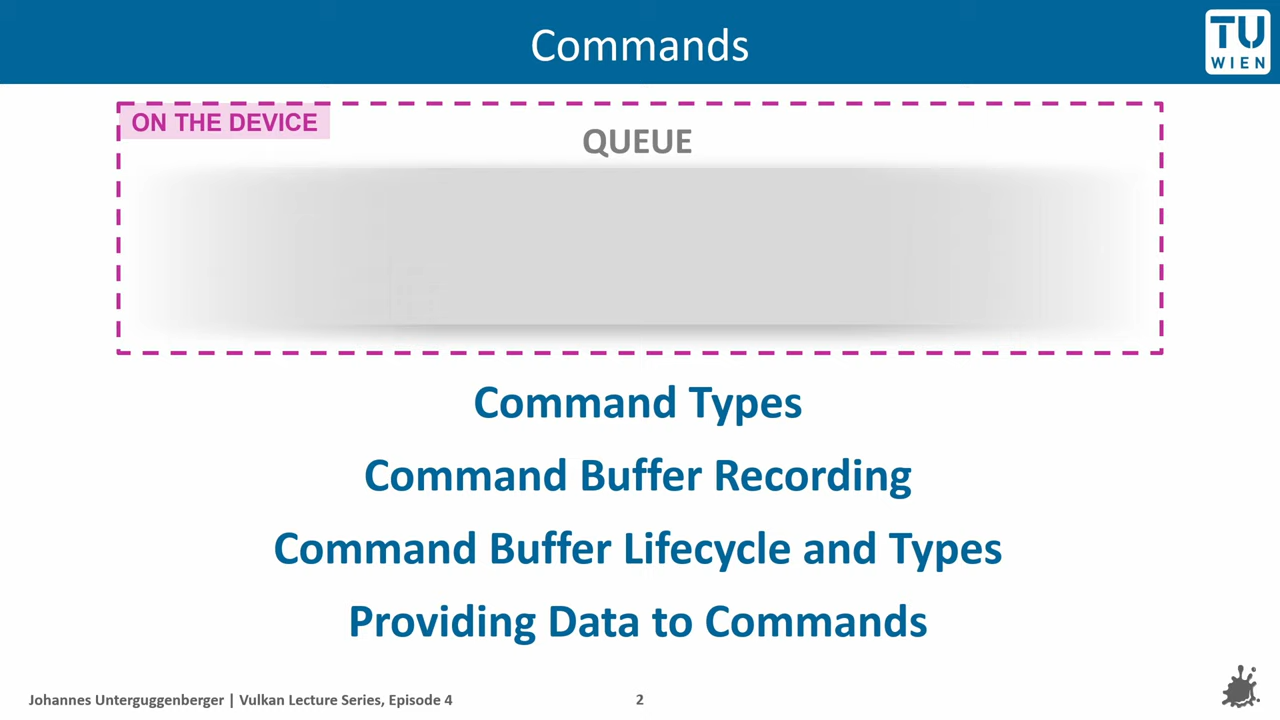 Commands
TU
WIEN
ON THE DEVICE
QUEUE
Command Types
Command Buffer Recording
Command Buffer Lifecycle and Types
Providing Data to Commands
Johannes Unterguggenberger | Vulkan Lecture Series, Episode 4
2